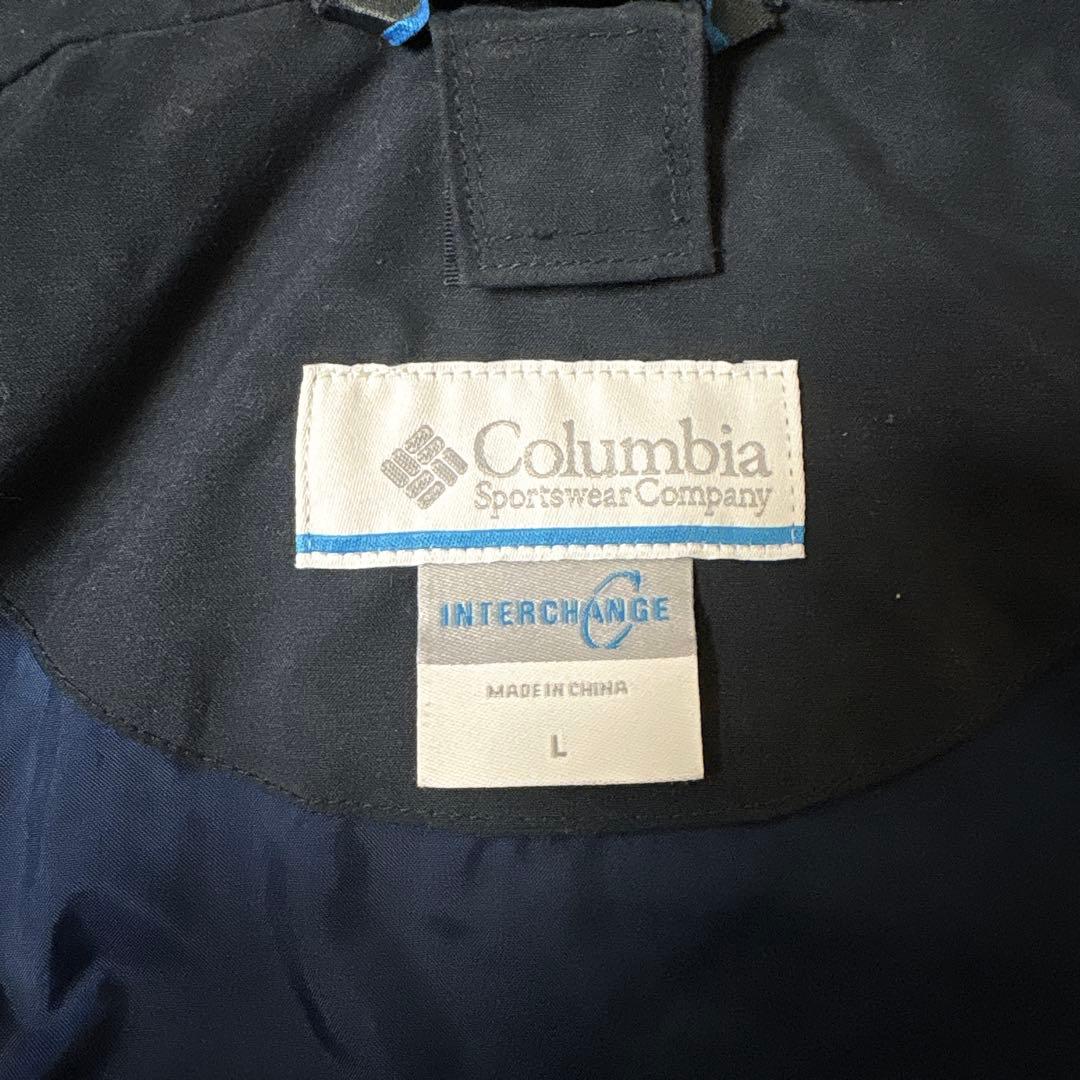 Columbia
Sportswear Company
INTERCHANGE
MADE IN CHINA
L